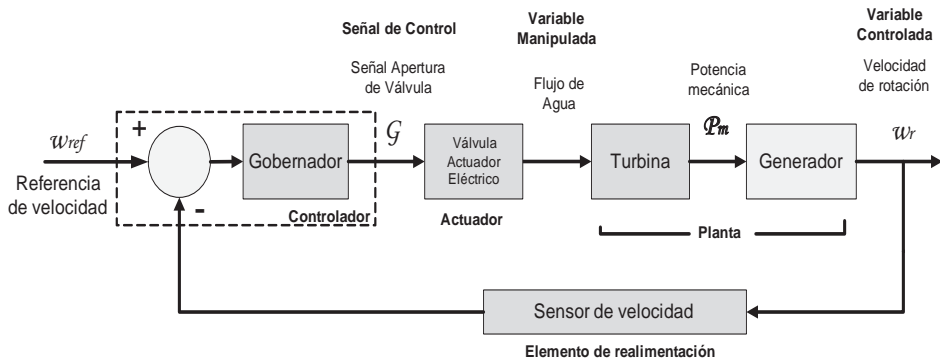 Señal de Control
Señal Apertura
de Válvula
Variable
Manipulada
Flujo de
Agua
Potencia
mecánica
Variable
Controlada
Velocidad
de rotación
wref
+
-
Referencia
de velocidad
Gobernador
Controlador
G
Válvula
Actuador
Eléctrico
Actuador
Turbina
Pm
Generador
Planta
wr
Sensor de velocidad
Elemento de realimentación